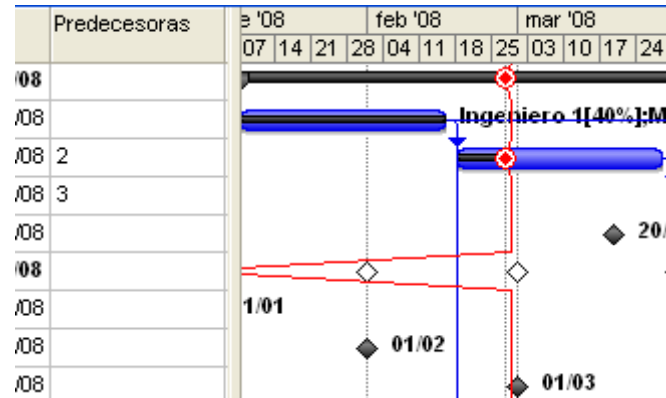 Predecesoras e '08 feb '08 mar '08
07 14 21 28 04 11 18 25 03 10 17 24
/08
/08 Ingeniero 1[40%];M
/08 2
/08 3
/08 20/
/08
/08 1/01
/08 01/02
/08 01/03